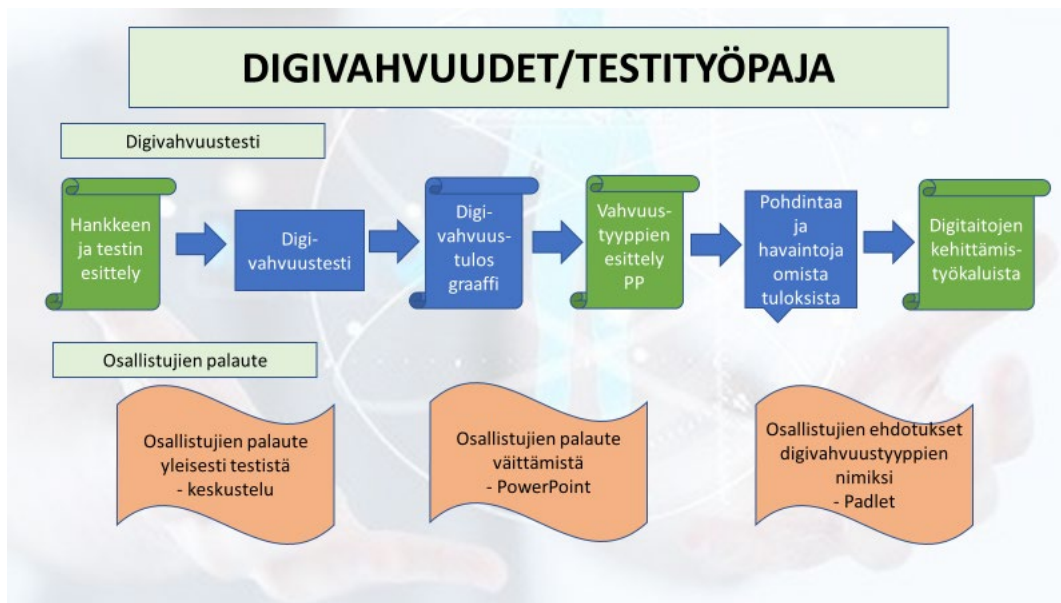 DIGIVAHVUUDET/TESTITYÖPAJA
Digivahvuustesti
Hankkeen
ja testin
esittely
Digi-
vahvuustesti
Digi-
vahvuus-
tulos
graaffi
Vahvuus-
tyyppien
esittely
PP
Pohdintaa
ja
havaintoja
omista
tuloksista
Digitaitojen
kehittämis-
työkaluista
Osallistujien palaute
Osallistujien palaute
yleisesti testistä
- keskustelu
Osallistujien palaute
väittämistä
- PowerPoint
Osallistujien ehdotukset
digivahvuustyyppien
nimiksi
- Padlet